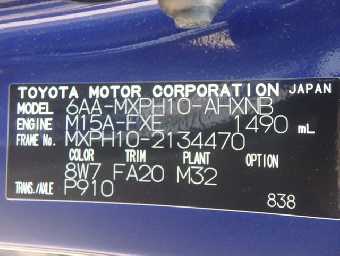 TOYOTA MOTOR CORPORATION JAPAN
MODEL 6AA-MXPH10-AHXNB
ENGINE M15A-FXE 1490 mL
FRAME No. MXPH10-2134470
COLOR TRIM PLANT OPTION
8W7 FA20 M32
TRANS./AXLE P910
838